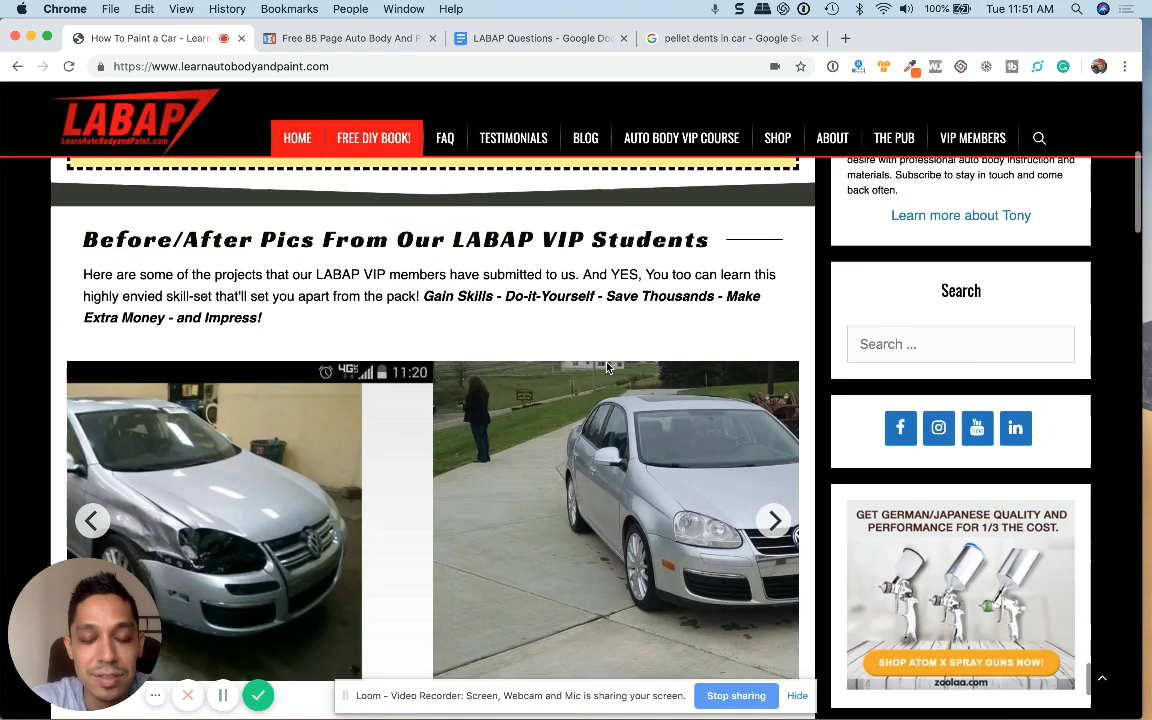 Chrome File Edit View History Bookmarks People Window Help 100% Tue 11:51 AM
How To Paint a Car - Learn Free 85 Page Auto Body And P LABAP Questions - Google Doc pellet dents in car - Google Se
https://www.learnautobodyandpaint.com
LABAP
LearnAutoBodyandPaint.com
HOME FREE DIY BOOK! FAQ TESTIMONIALS BLOG AUTO BODY VIP COURSE SHOP ABOUT THE PUB VIP MEMBERS
desire with professional auto body instruction and
materials. Subscribe to stay in touch and come
back often.
Learn more about Tony
Before/After Pics From Our LABAP VIP Students
Here are some of the projects that our LABAP VIP members have submitted to us. And YES, You too can learn this
highly envied skill-set that'll set you apart from the pack! Gain Skills - Do-it-Yourself - Save Thousands - Make
Extra Money - and Impress!
Search
Search ...
4G 11:20
f You Tube in
GET GERMAN/JAPANESE QUALITY AND
PERFORMANCE FOR 1/3 THE COST.
SHOP ATOM X SPRAY GUNS NOW!
zoolaa.com
Loom - Video Recorder: Screen, Webcam and Mic is sharing your screen. Stop sharing Hide